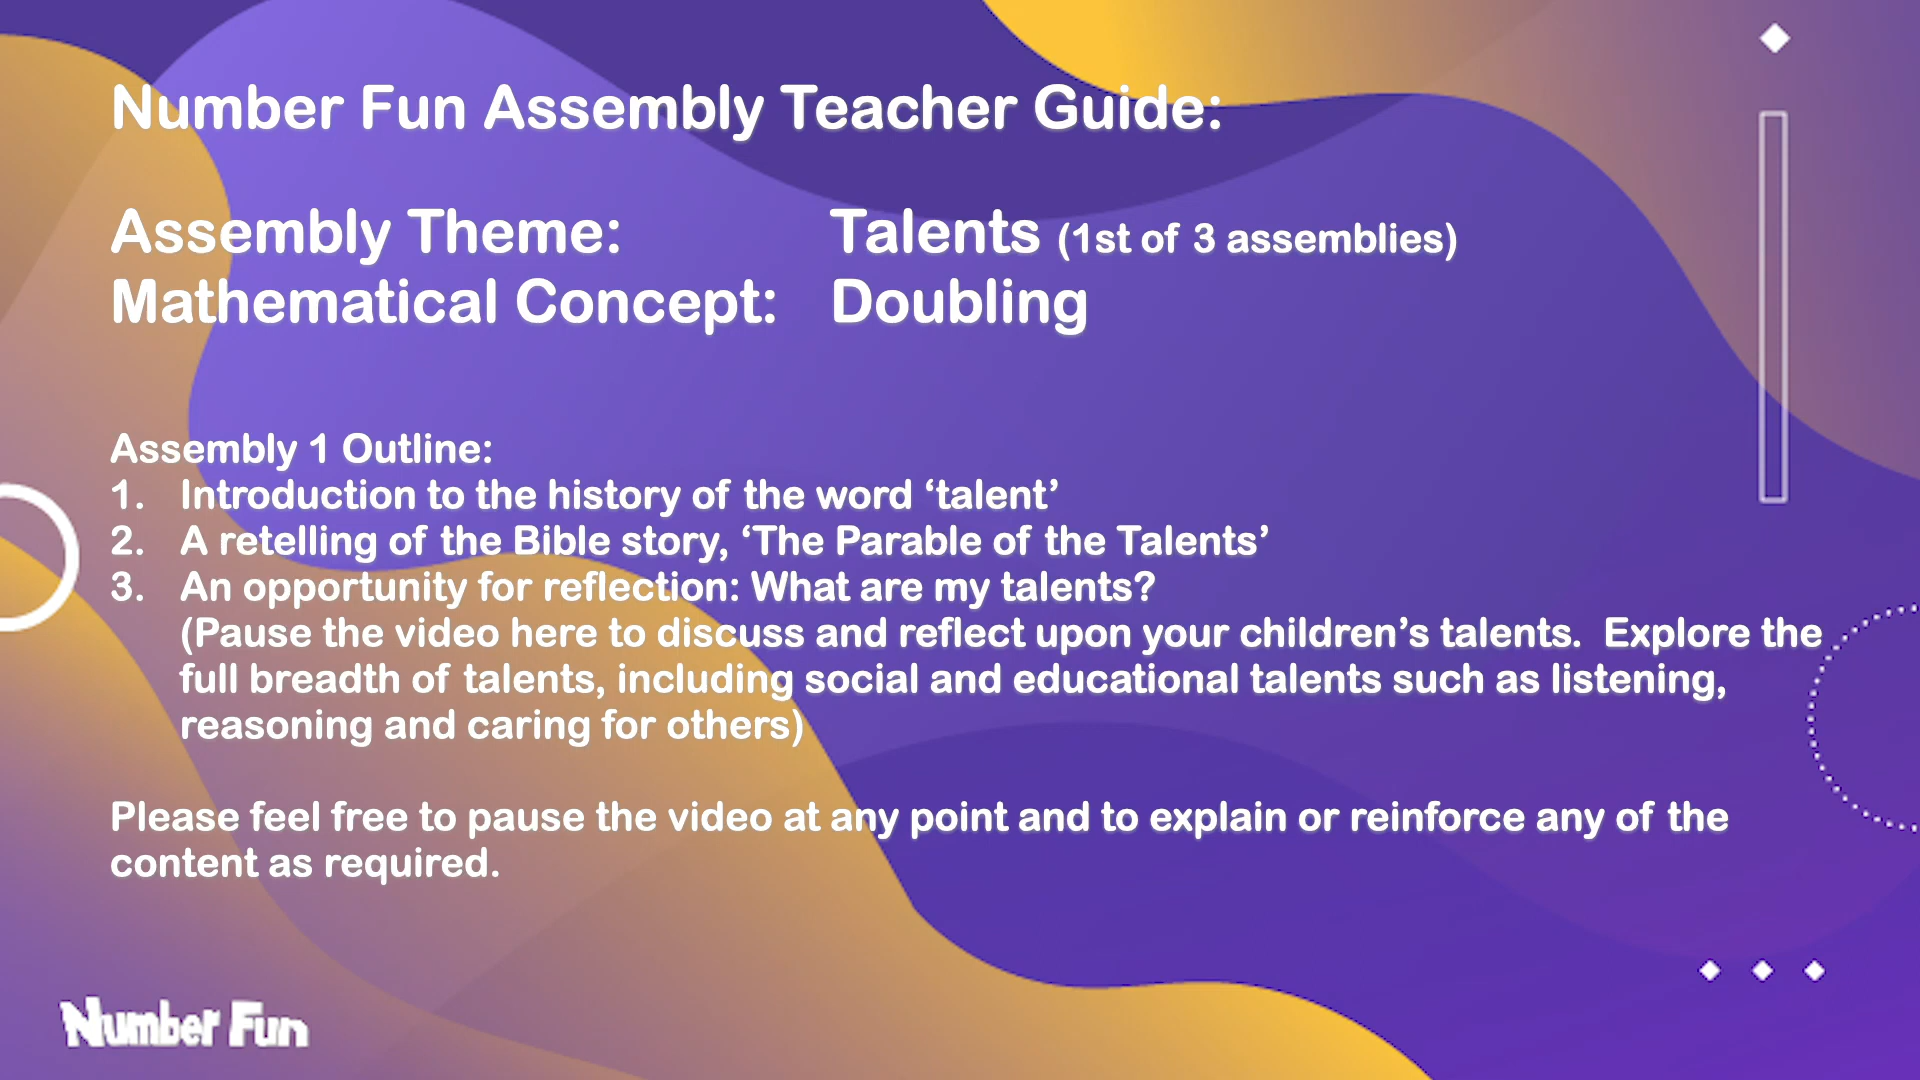 Number Fun Assembly Teacher Guide:
Assembly Theme: Talents (1st of 3 assemblies)
Mathematical Concept: Doubling
Assembly 1 Outline:
1. Introduction to the history of the word ‘talent’
2. A retelling of the Bible story, ‘The Parable of the Talents’
3. An opportunity for reflection: What are my talents?
(Pause the video here to discuss and reflect upon your children’s talents.  Explore the
full breadth of talents, including social and educational talents such as listening,
reasoning and caring for others)
Please feel free to pause the video at any point and to explain or reinforce any of the
content as required.
Number Fun